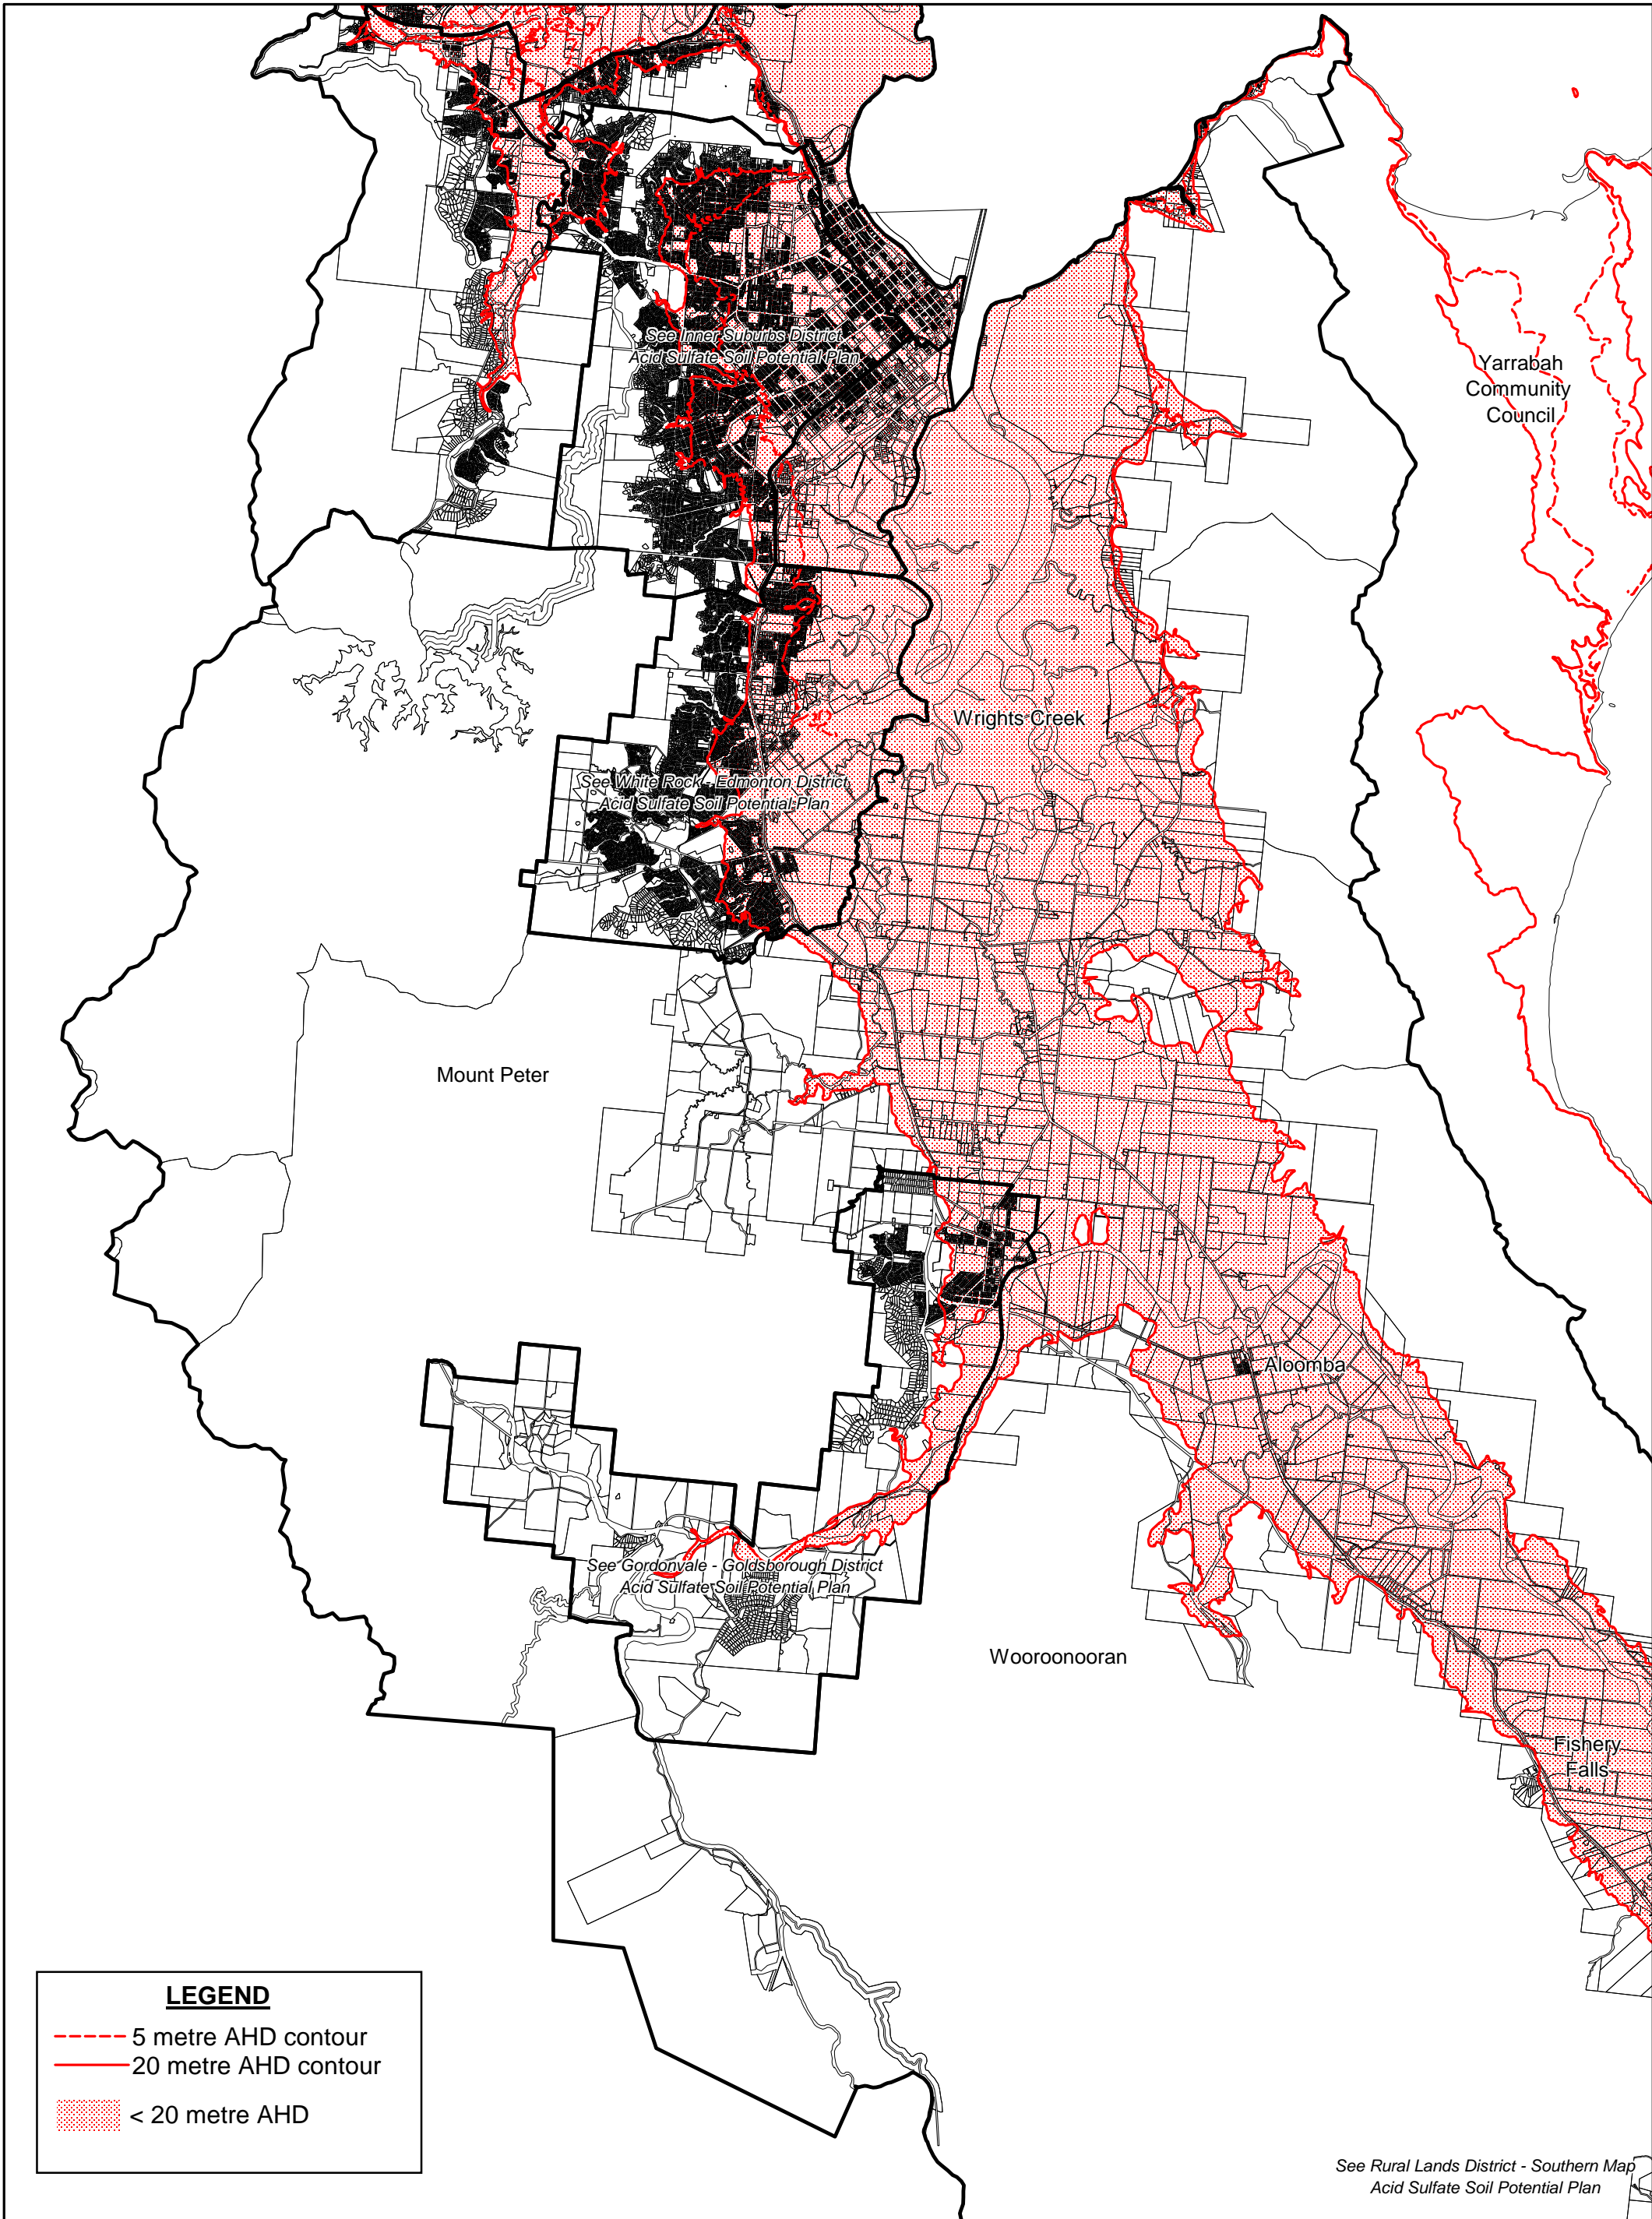 See Inner Suburbs District
Acid Sulfate Soil Potential Plan
Yarrabah
Community
Council
Wrights Creek
See White Rock - Edmonton District
Acid Sulfate Soil Potential Plan
Mount Peter
Aloomba
See Gordonvale - Goldsborough District
Acid Sulfate Soil Potential Plan
Wooroonooran
Fishery
Falls
LEGEND
5 metre AHD contour
20 metre AHD contour
< 20 metre AHD
See Rural Lands District - Southern Map
Acid Sulfate Soil Potential Plan